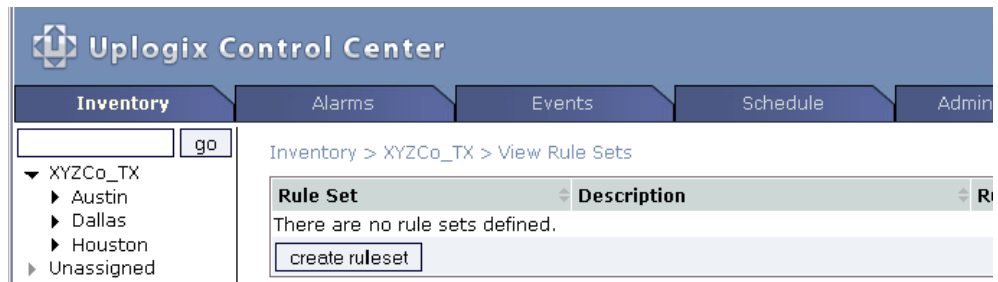 Uplogix Control Center
Inventory Alarms Events Schedule Admin
go
Inventory > XYZCo_TX > View Rule Sets
XYZCo_TX
Austin
Dallas
Houston
Unassigned
Rule Set Description
There are no rule sets defined.
create ruleset